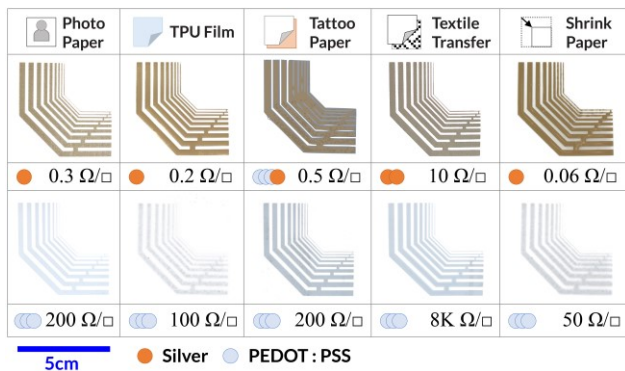 Photo Paper
TPU Film
Tattoo Paper
Textile Transfer
Shrink Paper
0.3 Ω/□
0.2 Ω/□
0.5 Ω/□
10 Ω/□
0.06 Ω/□
200 Ω/□
100 Ω/□
200 Ω/□
8K Ω/□
50 Ω/□
5cm
Silver
PEDOT : PSS